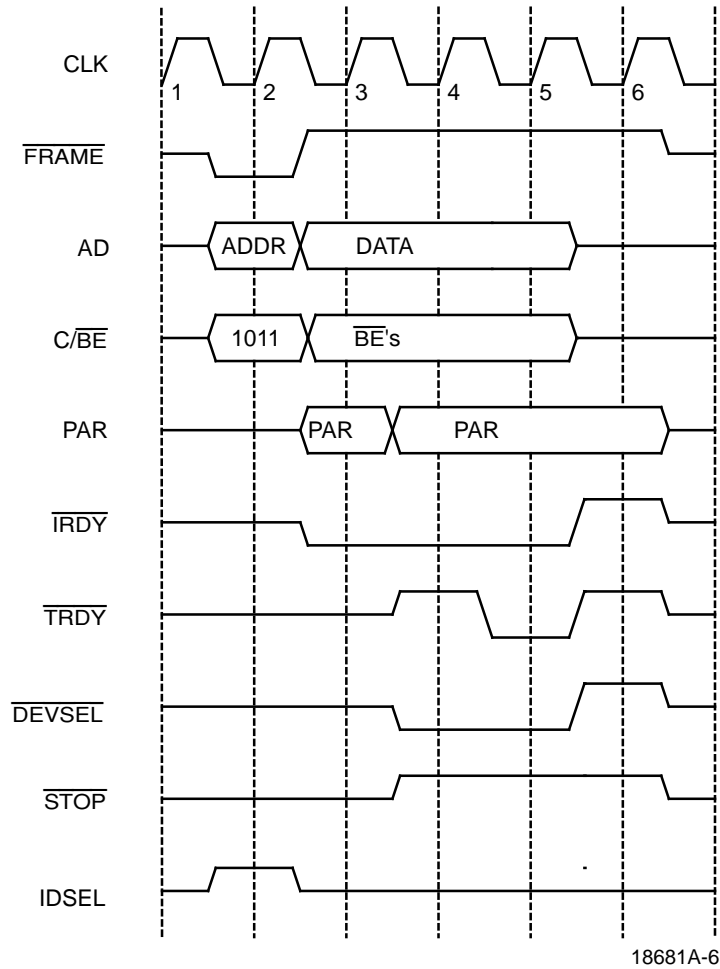 CLK
1 2 3 4 5 6
FRAME
AD ADDR DATA
C/BE 1011 BE's
PAR PAR PAR
IRDY
TRDY
DEVSEL
STOP
IDSEL
18681A-6